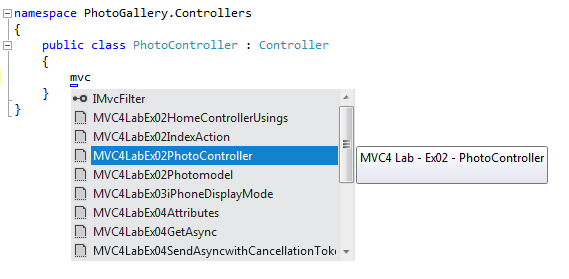 namespace PhotoGallery.Controllers
{
public class PhotoController : Controller
{
mvc
}
}
IMvcFilter
MVC4LabEx02HomeControllerUsings
MVC4LabEx02IndexAction
MVC4LabEx02PhotoController
MVC4 Lab - Ex02 - PhotoController
MVC4LabEx02Photomodel
MVC4LabEx03iPhoneDisplayMode
MVC4LabEx04Attributes
MVC4LabEx04GetAsync
MVC4LabEx04SendAsyncwithCancellationToke